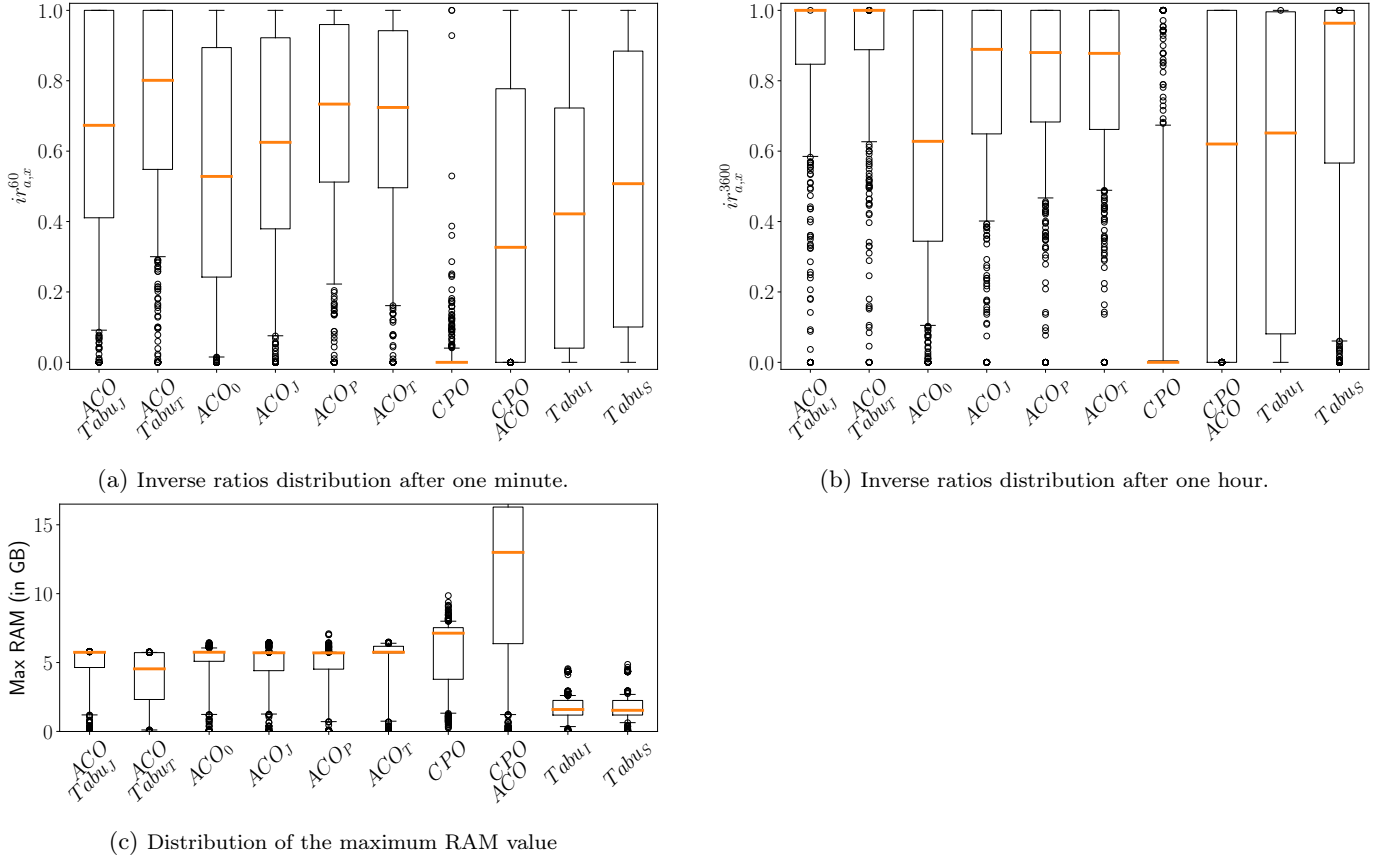 1.0
0.8
0.6
0.4
0.2
0.0
ir^{60}_{a,x}
ACO Tabu_J
ACO Tabu_T
ACO_0
ACO_J
ACO_P
ACO_T
CPO
CPO ACO
Tabu_I
Tabu_S
(a) Inverse ratios distribution after one minute.
1.0
0.8
0.6
0.4
0.2
0.0
ir^{3600}_{a,x}
ACO Tabu_J
ACO Tabu_T
ACO_0
ACO_J
ACO_P
ACO_T
CPO
CPO ACO
Tabu_I
Tabu_S
(b) Inverse ratios distribution after one hour.
15
10
5
0
Max RAM (in GB)
ACO Tabu_J
ACO Tabu_T
ACO_0
ACO_J
ACO_P
ACO_T
CPO
CPO ACO
Tabu_I
Tabu_S
(c) Distribution of the maximum RAM value